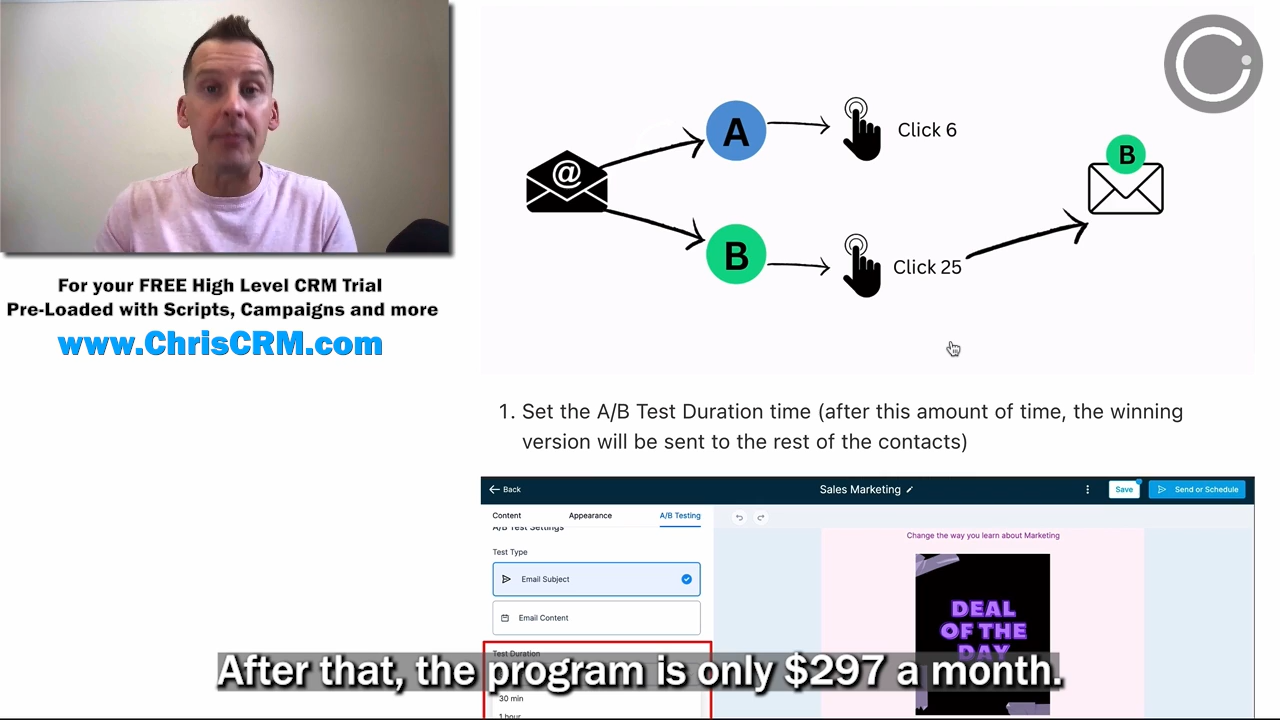 For your FREE High Level CRM Trial
Pre-Loaded with Scripts, Campaigns and more
www.ChrisCRM.com
@
A
Click 6
B
Click 25
B
1. Set the A/B Test Duration time (after this amount of time, the winning
version will be sent to the rest of the contacts)
Back
Sales Marketing
Save
Send or Schedule
Content
Appearance
A/B Testing
A/B Test Settings
Test Type
Email Subject
Email Content
Test Duration
30 min
1 hour
Change the way you learn about Marketing
DEAL
OF THE
DAY
After that, the program is only $297 a month.